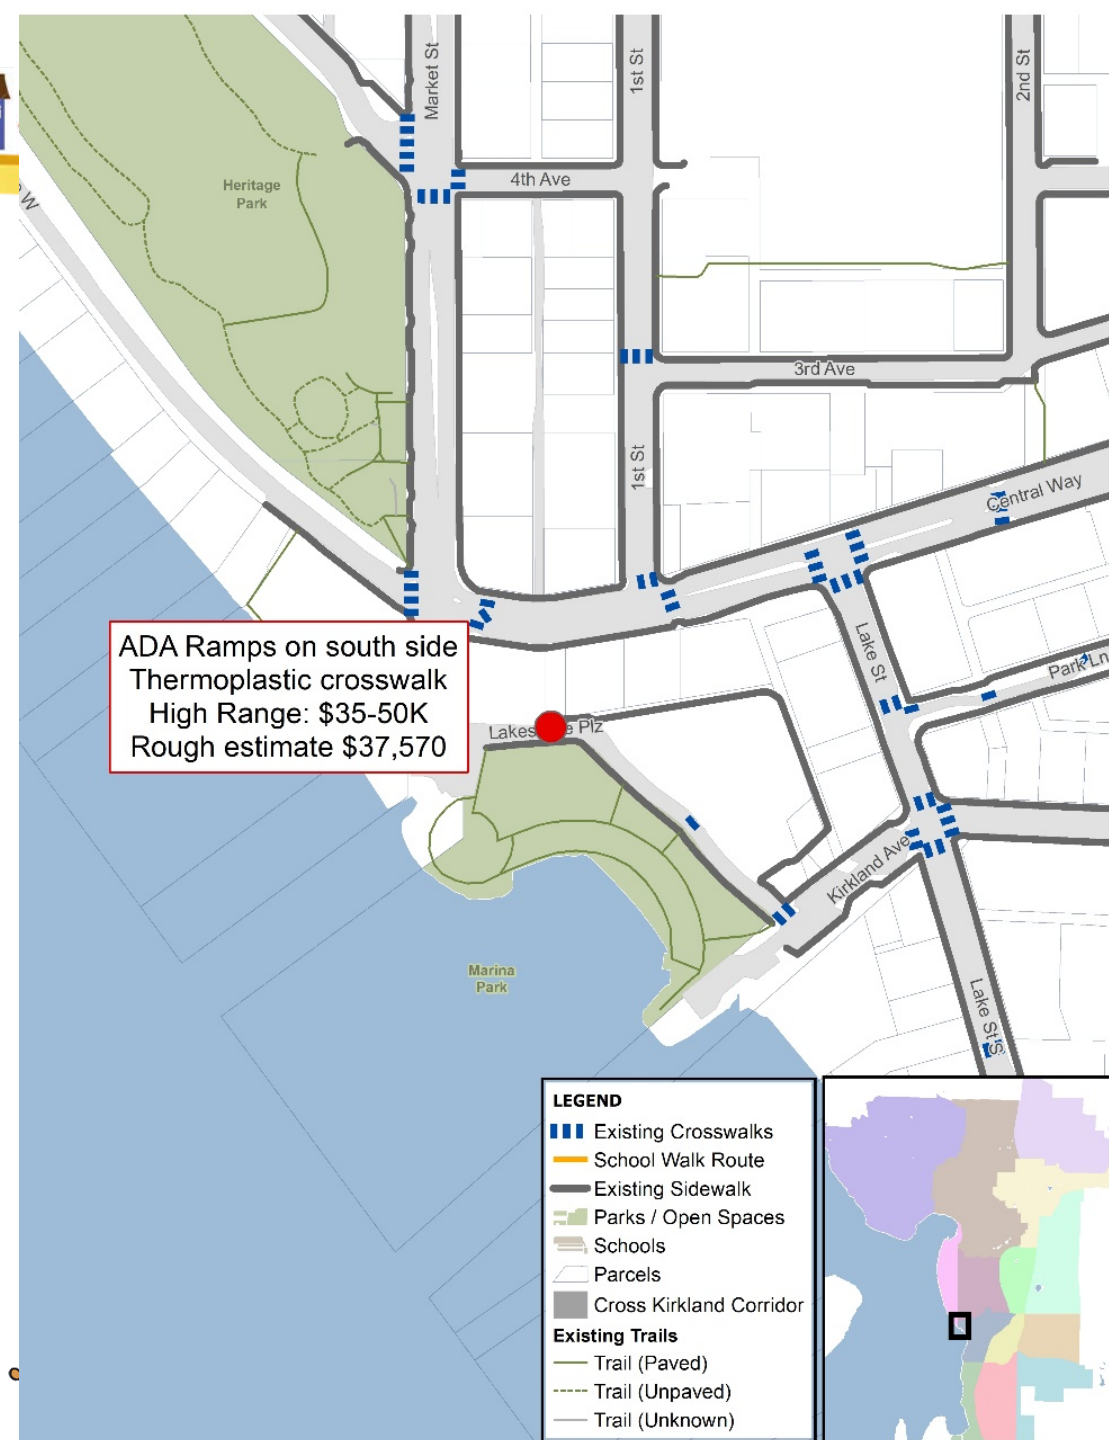 Market St
1st St
2nd St
4th Ave
Heritage
Park
W
3rd Ave
1st St
Central Way
Lake St
Park Ln
ADA Ramps on south side
Thermoplastic crosswalk
High Range: $35-50K
Rough estimate $37,570
Plz
Kirkland Ave
Marina
Park
Lake St S
LEGEND
Existing Crosswalks
School Walk Route
Existing Sidewalk
Parks / Open Spaces
Schools
Parcels
Cross Kirkland Corridor
Existing Trails
Trail (Paved)
Trail (Unpaved)
Trail (Unknown)